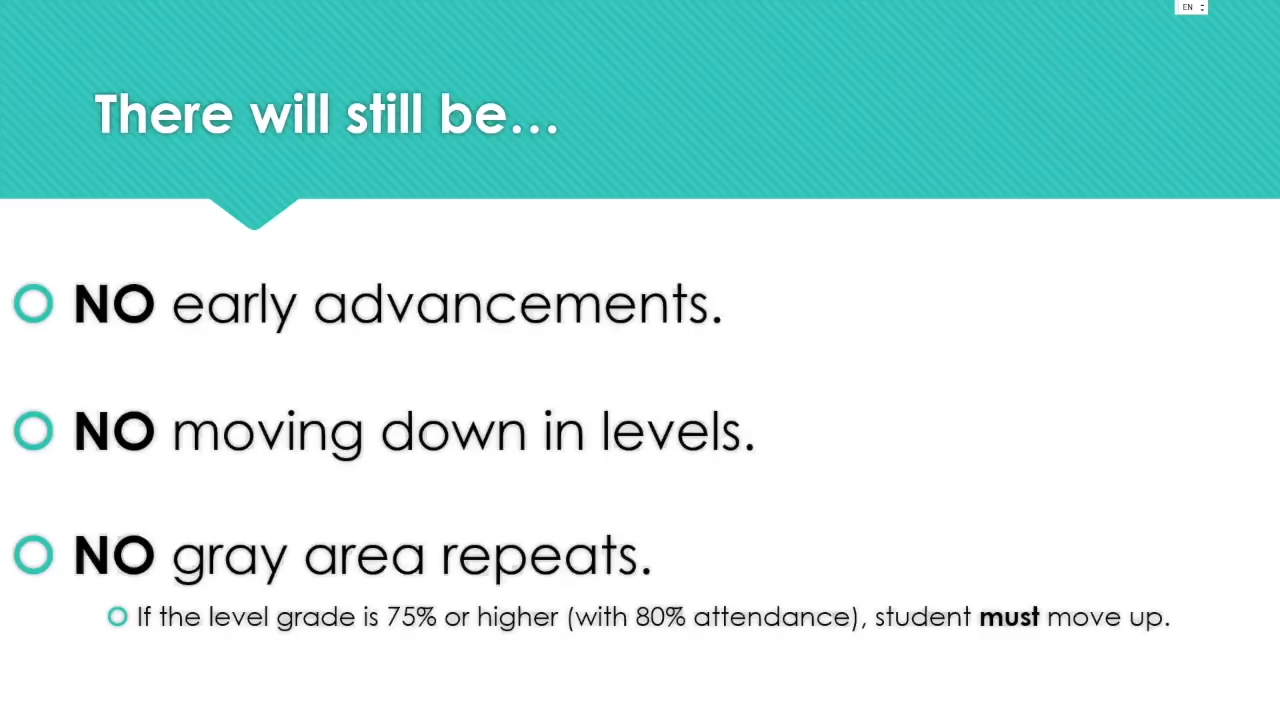 EN
There will still be...
NO early advancements.
NO moving down in levels.
NO gray area repeats.
If the level grade is 75% or higher (with 80% attendance), student must move up.